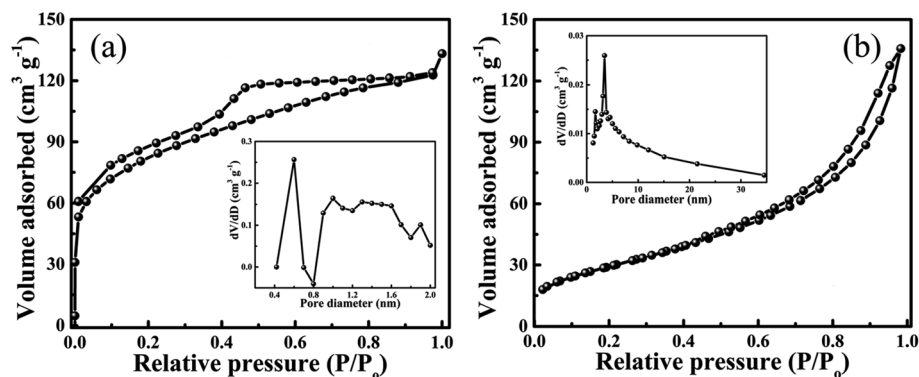 (a)
Volume adsorbed (cm³ g⁻¹)
150
120
90
60
30
0
0.0 0.2 0.4 0.6 0.8 1.0
Relative pressure (P/Pₒ)
dV/dD (cm³ g⁻¹)
0.3
0.2
0.1
0.0
0.4 0.8 1.2 1.6 2.0
Pore diameter (nm)
(b)
Volume adsorbed (cm³ g⁻¹)
150
120
90
60
30
0
0.0 0.2 0.4 0.6 0.8 1.0
Relative pressure (P/Pₒ)
dV/dD (cm³ g⁻¹)
0.03
0.02
0.01
0.00
0 10 20 30
Pore diameter (nm)